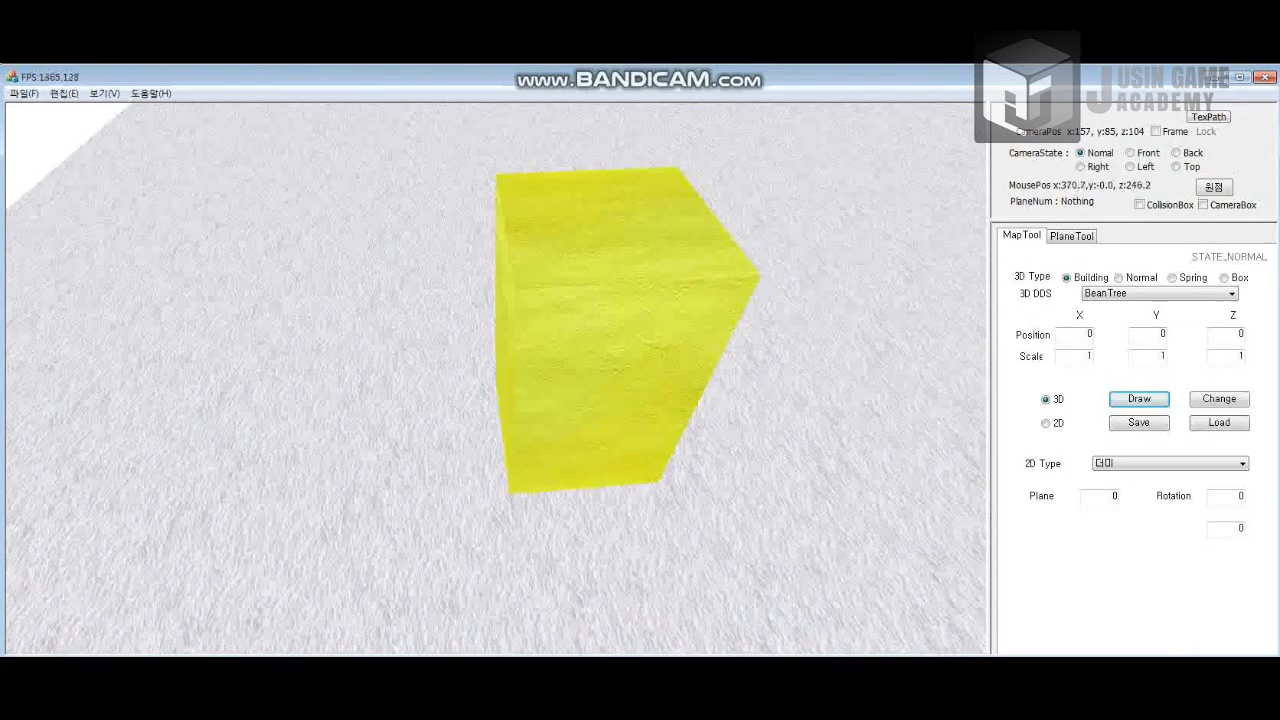 FPS:1365.128
www.BANDICAM.com
JUSIN GAME ACADEMY
파일(F) 편집(E) 보기(V) 도움말(H)
TexPath
CameraPos x:157, y:85, z:104 Frame Lock
CameraState : Nomal Front Back
Right Left Top
MousePos x:370.7,y:-0.0, z:246.2 원점
PlaneNum : Nothing CollisionBox CameraBox
MapTool PlaneTool
STATE_NORMAL
3D Type Building Normal Spring Box
3D DDS BeanTree
X Y Z
Position 0 0 0
Scale 1 1 1
3D Draw Change
2D Save Load
2D Type 더미
Plane 0 Rotation 0
0